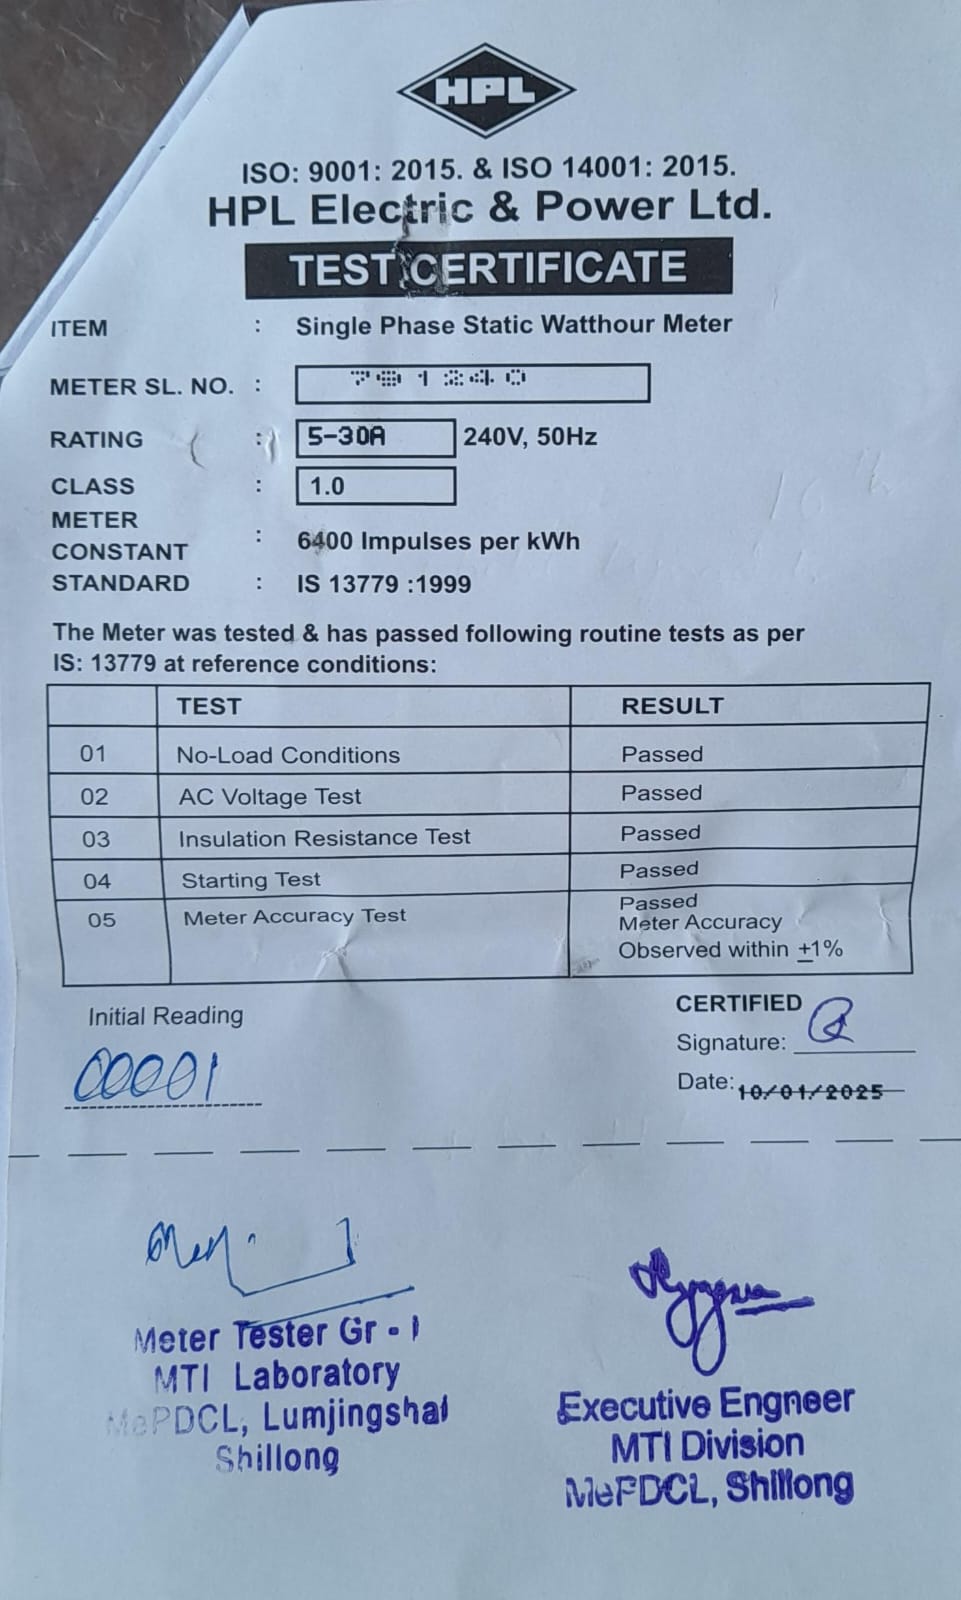 HPL
ISO: 9001: 2015. & ISO 14001: 2015.
HPL Electric & Power Ltd.
TEST CERTIFICATE
ITEM : Single Phase Static Watthour Meter
METER SL. NO. :
RATING : 5-30A 240V, 50Hz
CLASS : 1.0
METER
CONSTANT : 6400 Impulses per kWh
STANDARD : IS 13779 :1999
The Meter was tested & has passed following routine tests as per
IS: 13779 at reference conditions:
TEST RESULT
01 No-Load Conditions Passed
02 AC Voltage Test Passed
03 Insulation Resistance Test Passed
04 Starting Test Passed
05 Meter Accuracy Test Passed
Meter Accuracy
Observed within ±1%
Initial Reading
00001
CERTIFIED
Signature:
Date: 10/01/2025
Meter Tester Gr - I
MTI Laboratory
MePDCL, Lumjingshai
Shillong
Executive Engneer
MTI Division
MePDCL, Shillong